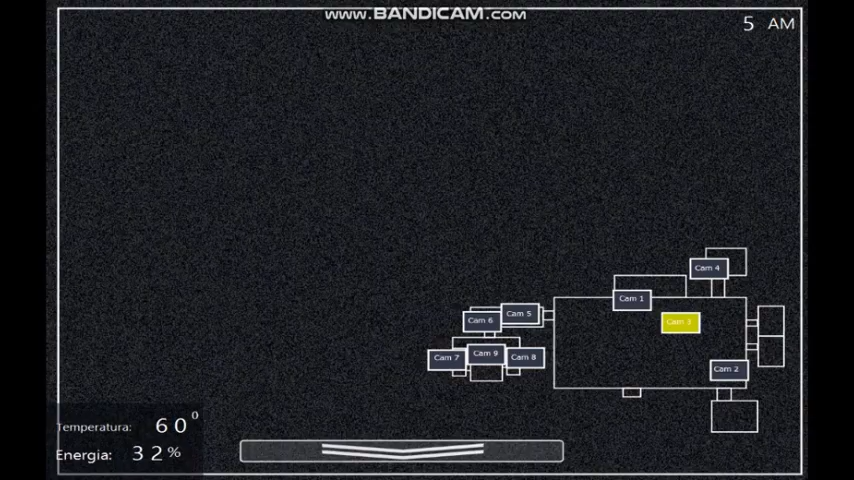 www.BANDICAM.com
5 AM
Cam 4
Cam 1
Cam 5
Cam 6
Cam 3
Cam 9
Cam 7
Cam 8
Cam 2
Temperatura: 60⁰
Energia: 32%